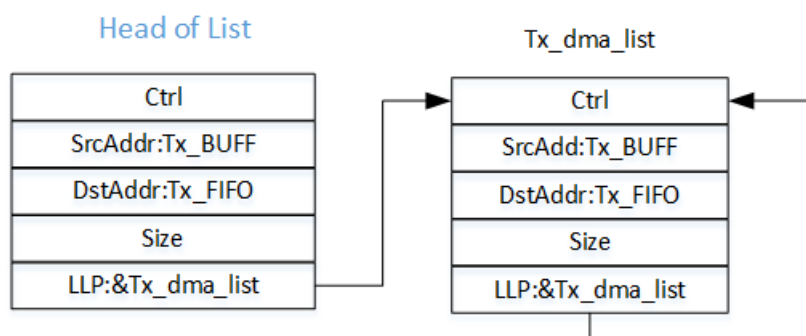 Head of List
Ctrl
SrcAddr:Tx_BUFF
DstAddr:Tx_FIFO
Size
LLP:&Tx_dma_list
Tx_dma_list
Ctrl
SrcAdd:Tx_BUFF
DstAddr:Tx_FIFO
Size
LLP:&Tx_dma_list